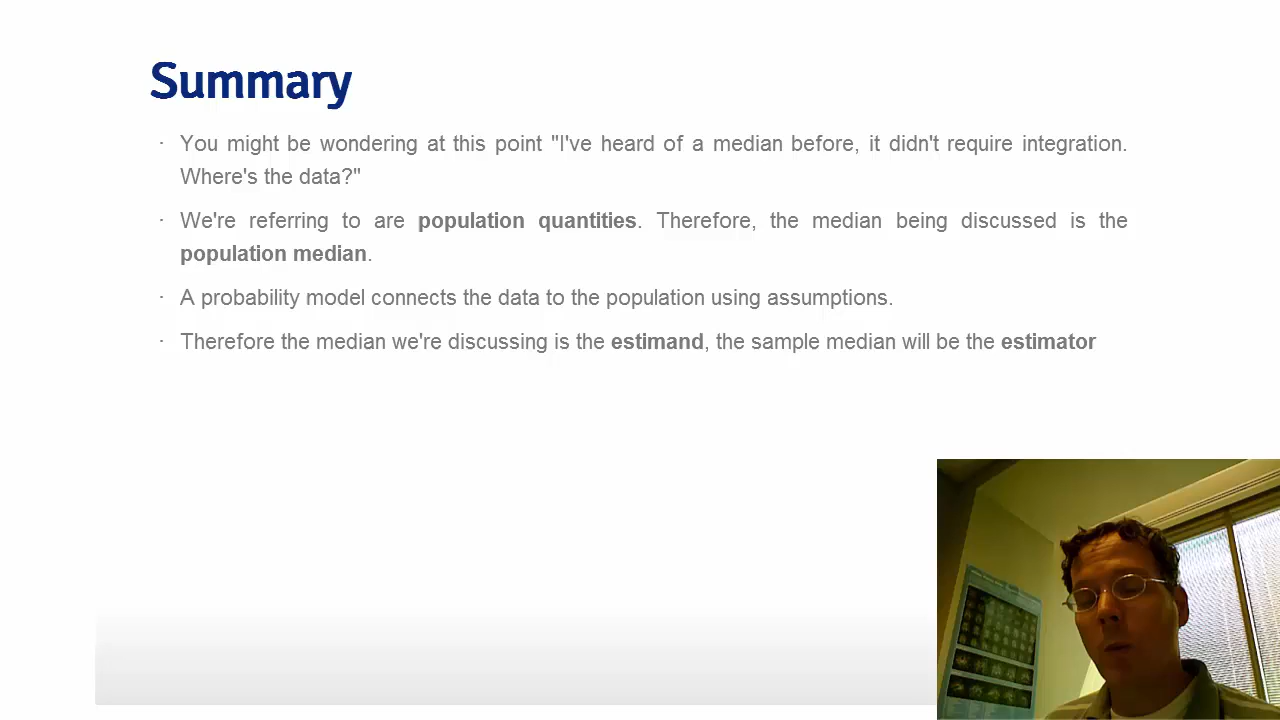 Summary
· You might be wondering at this point "I've heard of a median before, it didn't require integration.
Where's the data?"
· We're referring to are population quantities. Therefore, the median being discussed is the
population median.
· A probability model connects the data to the population using assumptions.
· Therefore the median we're discussing is the estimand, the sample median will be the estimator